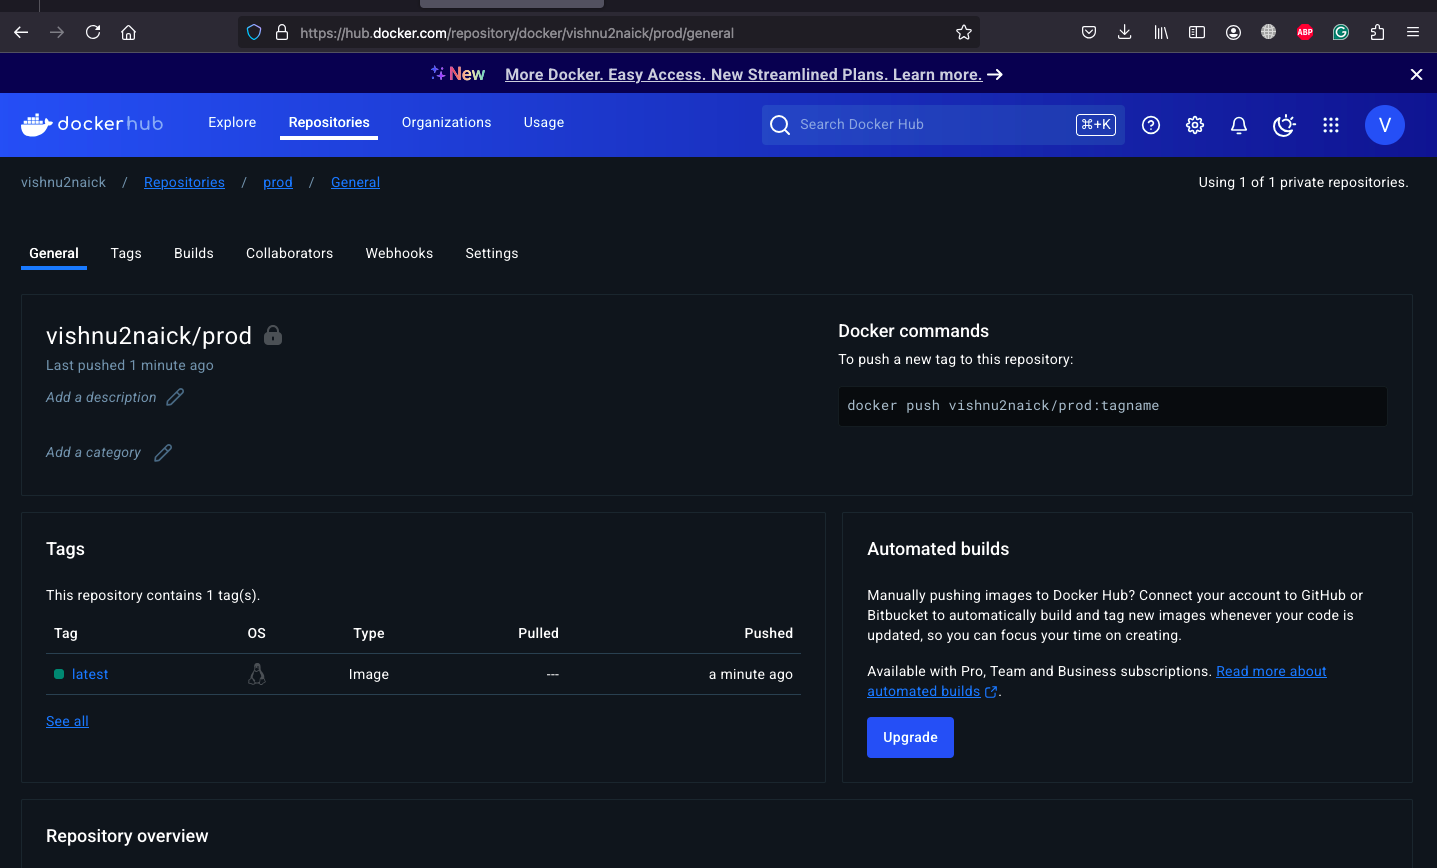 https://hub.docker.com/repository/docker/vishnu2naick/prod/general
ABP
New More Docker. Easy Access. New Streamlined Plans. Learn more. →
docker hub Explore Repositories Organizations Usage Search Docker Hub ⌘+K V
vishnu2naick / Repositories / prod / General Using 1 of 1 private repositories.
General Tags Builds Collaborators Webhooks Settings
vishnu2naick/prod
Last pushed 1 minute ago
Add a description
Add a category
Docker commands
To push a new tag to this repository:
docker push vishnu2naick/prod:tagname
Tags
This repository contains 1 tag(s).
Tag OS Type Pulled Pushed
latest Image --- a minute ago
See all
Automated builds
Manually pushing images to Docker Hub? Connect your account to GitHub or
Bitbucket to automatically build and tag new images whenever your code is
updated, so you can focus your time on creating.
Available with Pro, Team and Business subscriptions. Read more about
automated builds.
Upgrade
Repository overview